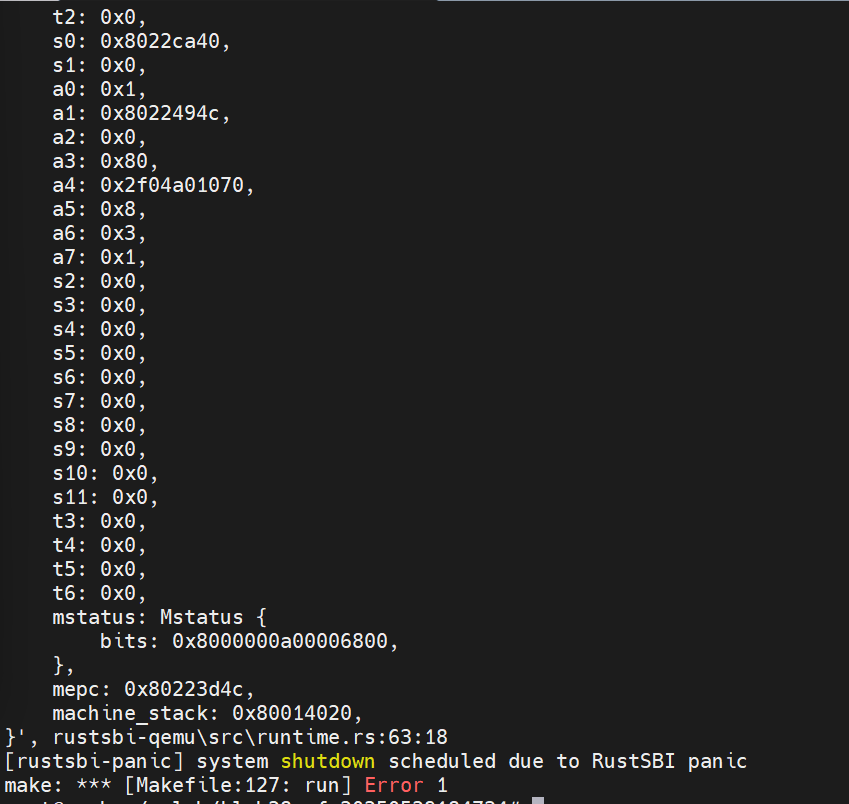 t2: 0x0,
s0: 0x8022ca40,
s1: 0x0,
a0: 0x1,
a1: 0x8022494c,
a2: 0x0,
a3: 0x80,
a4: 0x2f04a01070,
a5: 0x8,
a6: 0x3,
a7: 0x1,
s2: 0x0,
s3: 0x0,
s4: 0x0,
s5: 0x0,
s6: 0x0,
s7: 0x0,
s8: 0x0,
s9: 0x0,
s10: 0x0,
s11: 0x0,
t3: 0x0,
t4: 0x0,
t5: 0x0,
t6: 0x0,
mstatus: Mstatus {
bits: 0x8000000a00006800,
},
mepc: 0x80223d4c,
machine_stack: 0x80014020,
}', rustsbi-qemu\src\runtime.rs:63:18
[rustsbi-panic] system shutdown scheduled due to RustSBI panic
make: *** [Makefile:127: run] Error 1